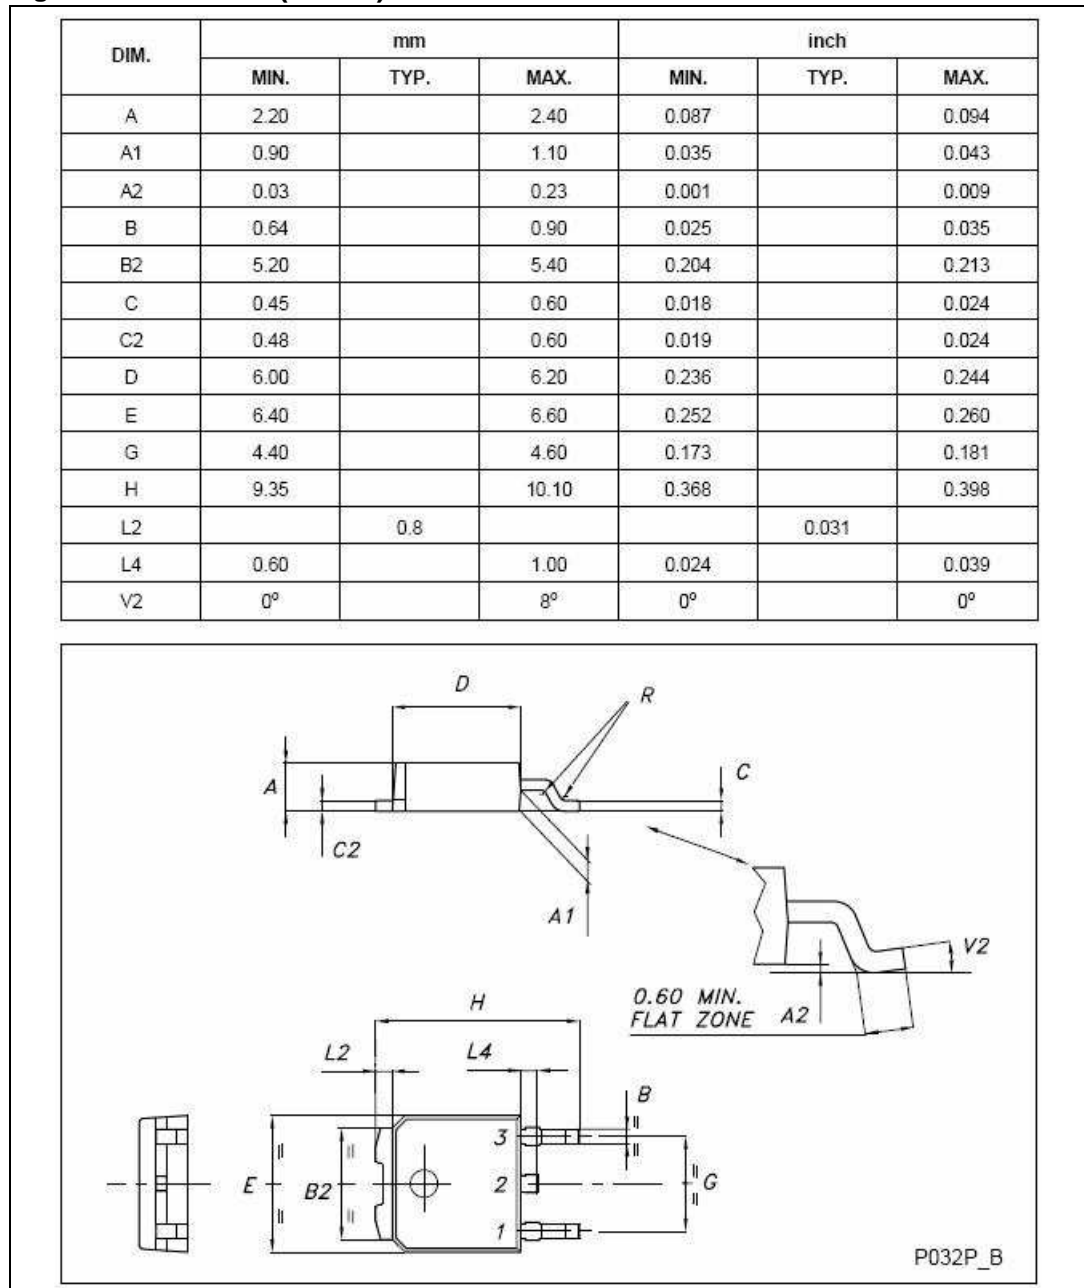 DIM. mm inch
MIN. TYP. MAX. MIN. TYP. MAX.
A 2.20 2.40 0.087 0.094
A1 0.90 1.10 0.035 0.043
A2 0.03 0.23 0.001 0.009
B 0.64 0.90 0.025 0.035
B2 5.20 5.40 0.204 0.213
C 0.45 0.60 0.018 0.024
C2 0.48 0.60 0.019 0.024
D 6.00 6.20 0.236 0.244
E 6.40 6.60 0.252 0.260
G 4.40 4.60 0.173 0.181
H 9.35 10.10 0.368 0.398
L2 0.8 0.031
L4 0.60 1.00 0.024 0.039
V2 0º 8º 0º 0º
D
R
A
C
C2
A1
V2
0.60 MIN.
FLAT ZONE
A2
H
L2 L4
B
3
E B2 2 G
1
P032P_B